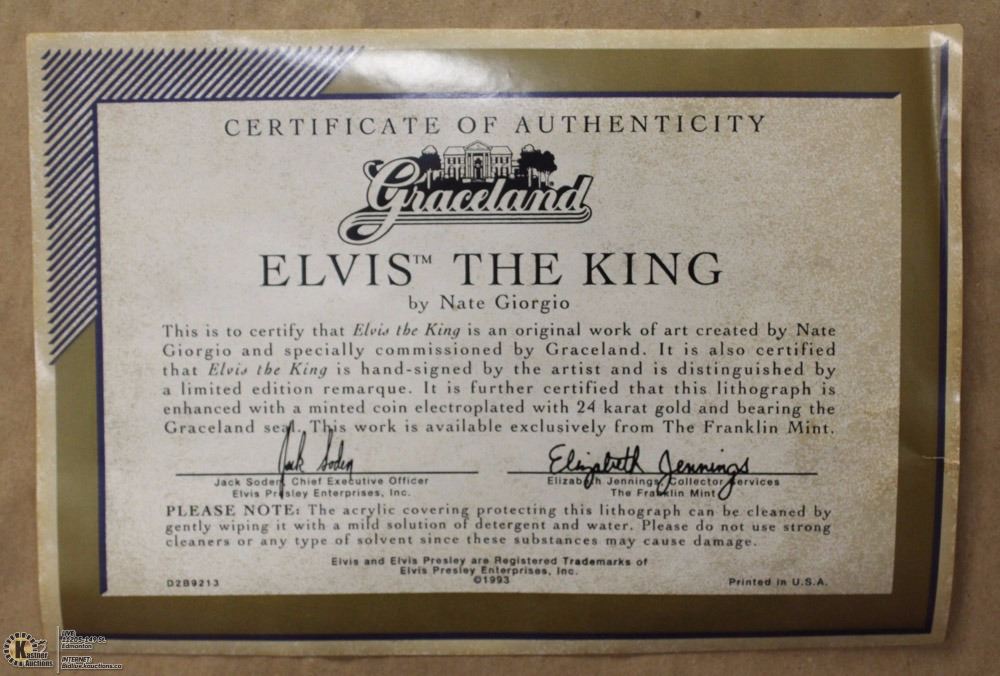 CERTIFICATE OF AUTHENTICITY
Graceland
ELVIS™ THE KING
by Nate Giorgio
This is to certify that Elvis the King is an original work of art created by Nate
Giorgio and specially commissioned by Graceland. It is also certified
that Elvis the King is hand-signed by the artist and is distinguished by
a limited edition remarque. It is further certified that this lithograph is
enhanced with a minted coin electroplated with 24 karat gold and bearing the
Graceland seal. This work is available exclusively from The Franklin Mint.
Jack Soden
Elizabeth Jennings
Jack Soden, Chief Executive Officer
Elvis Presley Enterprises, Inc.
Elizabeth Jennings, Collector Services
The Franklin Mint
PLEASE NOTE: The acrylic covering protecting this lithograph can be cleaned by
gently wiping it with a mild solution of detergent and water. Please do not use strong
cleaners or any type of solvent since these substances may cause damage.
Elvis and Elvis Presley are Registered Trademarks of
Elvis Presley Enterprises, Inc.
©1993
D2B9213
Printed in U.S.A.
Kastner
Auctions
LIVE
Edmonton
INTERNET: